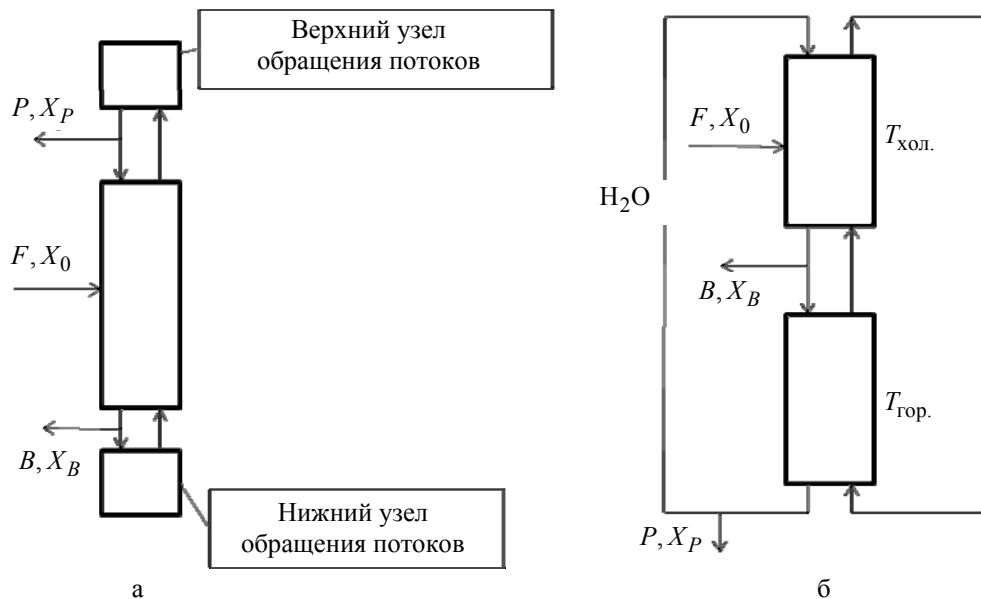 Верхний узел
обращения потоков
P, X_P
F, X_0
B, X_B
Нижний узел
обращения потоков
а
F, X_0
T_хол.
H_2O
B, X_B
T_гор.
P, X_P
б